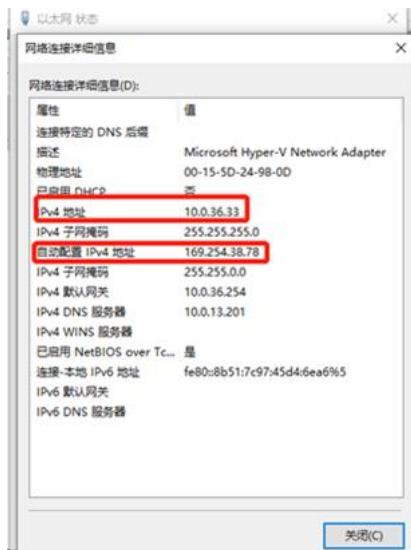 以太网 状态
网络连接详细信息
网络连接详细信息(D):
属性 值
连接特定的 DNS 后缀
描述 Microsoft Hyper-V Network Adapter
物理地址 00-15-5D-24-98-0D
已启用 DHCP 否
IPv4 地址 10.0.36.33
IPv4 子网掩码 255.255.255.0
自动配置 IPv4 地址 169.254.38.78
IPv4 子网掩码 255.255.0.0
IPv4 默认网关 10.0.36.254
IPv4 DNS 服务器 10.0.13.201
IPv4 WINS 服务器
已启用 NetBIOS over Tc... 是
连接-本地 IPv6 地址 fe80::8b51:7c97:45d4:6ea6%5
IPv6 默认网关
IPv6 DNS 服务器
关闭(C)